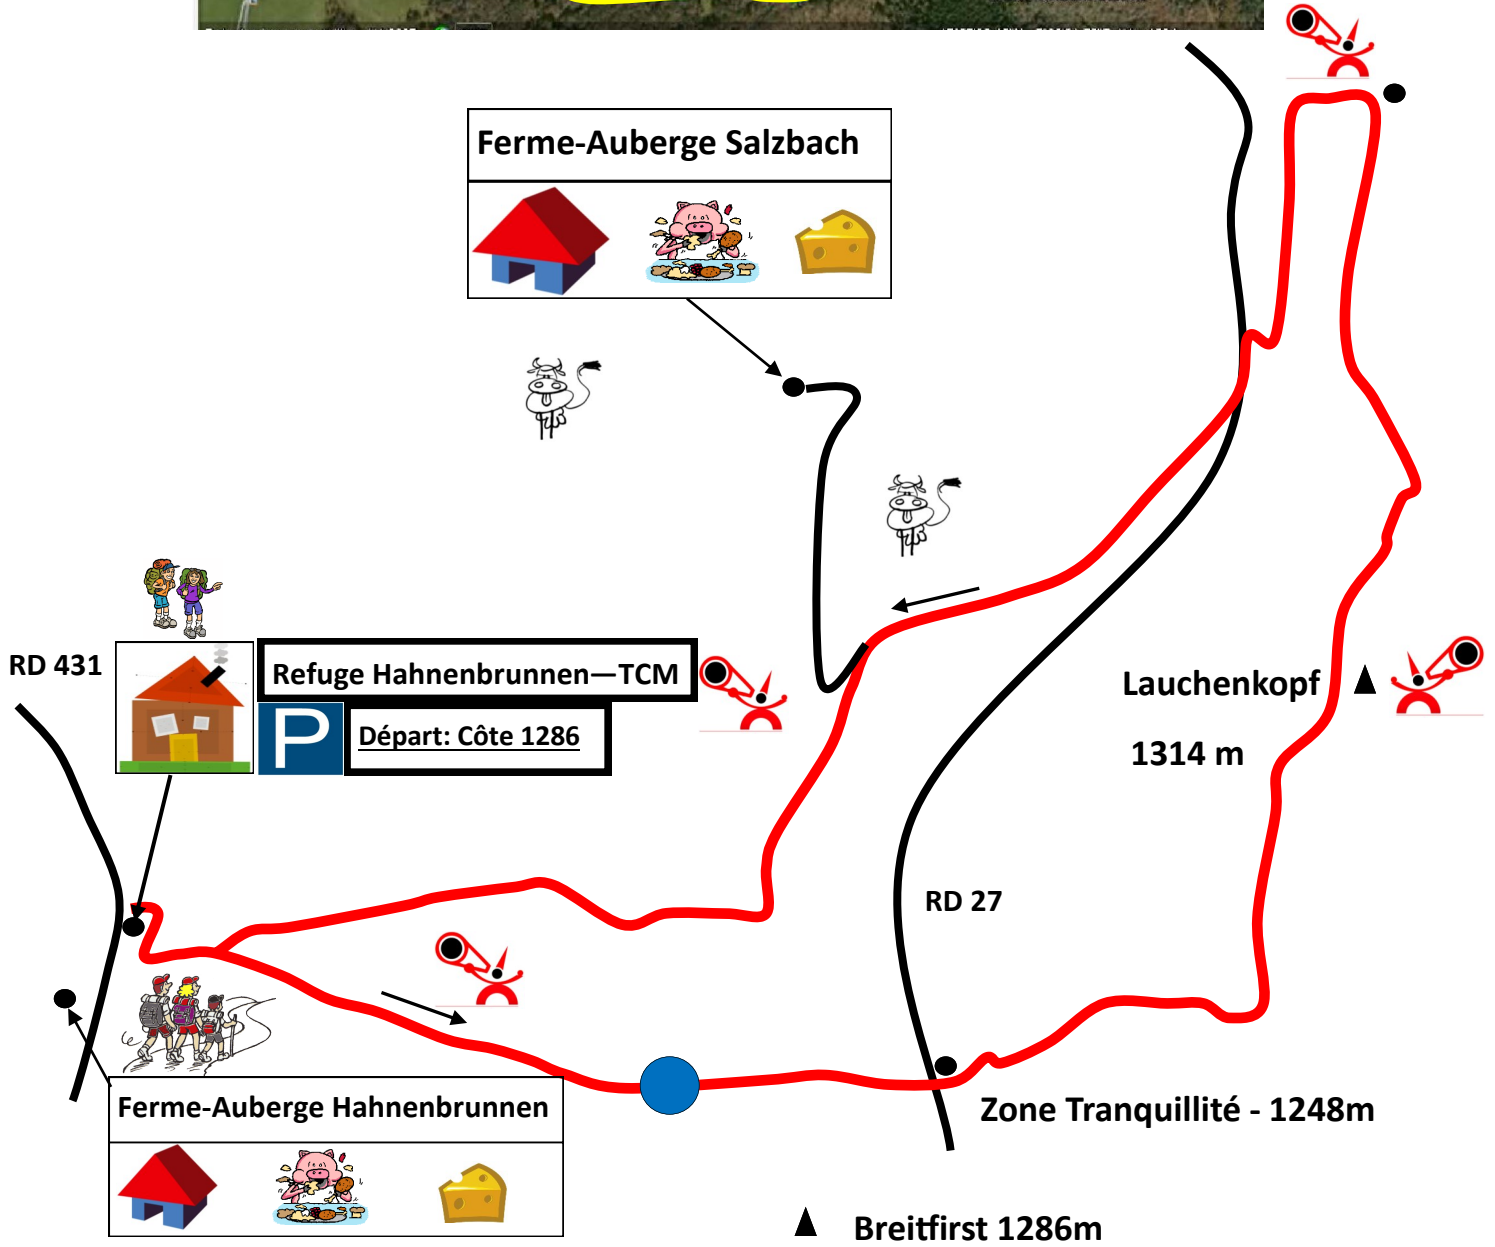 Ferme-Auberge Salzbach
RD 431
Refuge Hahnenbrunnen—TCM
P
Départ: Côte 1286
Lauchenkopf
1314 m
RD 27
Zone Tranquillité - 1248m
Ferme-Auberge Hahnenbrunnen
Breitfirst 1286m